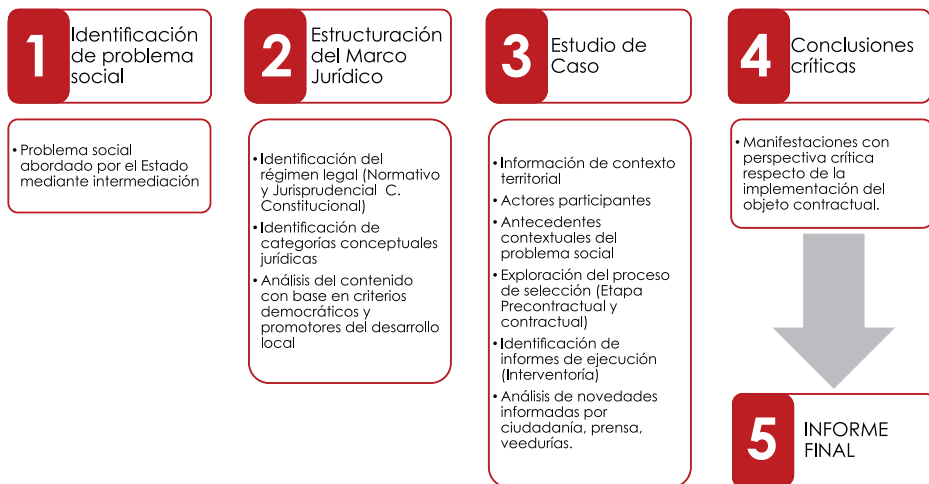 1
Identificación
de problema
social
• Problema social
abordado por el Estado
mediante intermediación
2
Estructuración
del Marco
Jurídico
• Identificación del
régimen legal (Normativo
y Jurisprudencial C.
Constitucional)
• Identificación de
categorías conceptuales
jurídicas
• Análisis del contenido
con base en criterios
democráticos y
promotores del desarrollo
local
3
Estudio de
Caso
• Información de contexto
territorial
• Actores participantes
• Antecedentes
contextuales del
problema social
• Exploración del proceso
de selección (Etapa
Precontractual y
contractual)
• Identificación de
informes de ejecución
(Interventoría)
• Análisis de novedades
informadas por
ciudadanía, prensa,
veedurías.
4
Conclusiones
críticas
• Manifestaciones con
perspectiva crítica
respecto de la
implementación del
objeto contractual.
5
INFORME
FINAL